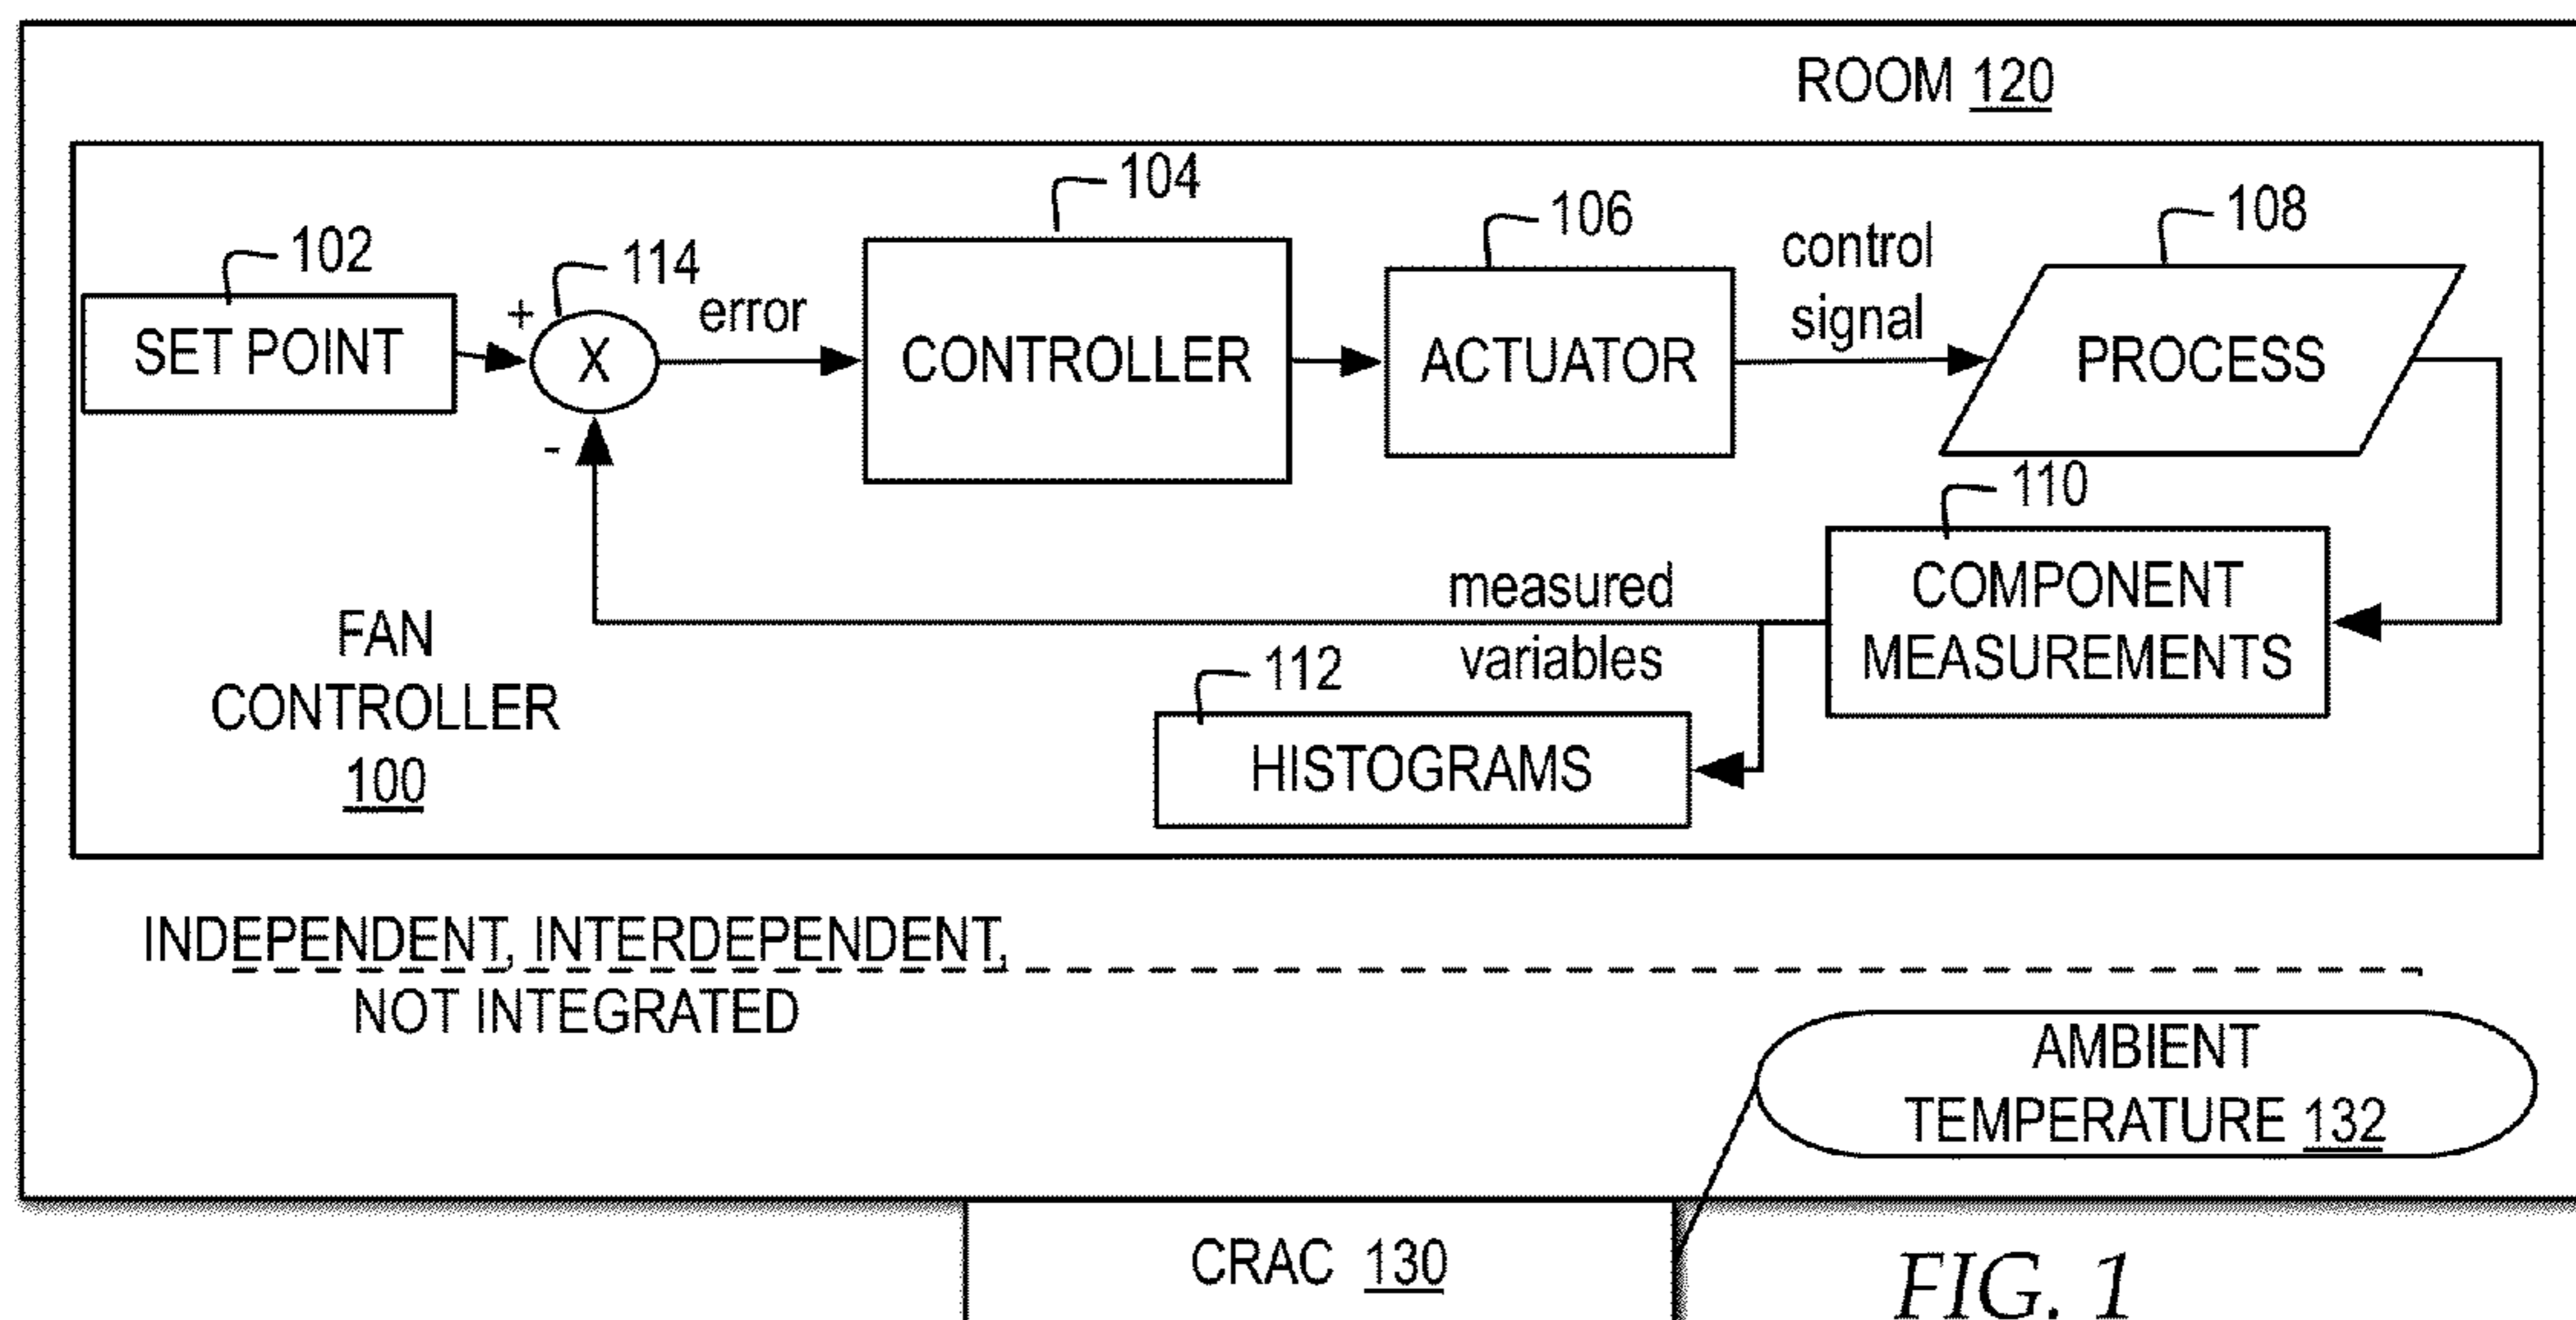 ROOM 120
104
106
108
102
114
control
signal
+
error
SET POINT
X
CONTROLLER
ACTUATOR
PROCESS
-
110
measured
variables
COMPONENT
MEASUREMENTS
FAN
CONTROLLER
100
112
HISTOGRAMS
INDEPENDENT, INTERDEPENDENT,
NOT INTEGRATED
AMBIENT
TEMPERATURE 132
CRAC 130
FIG. 1